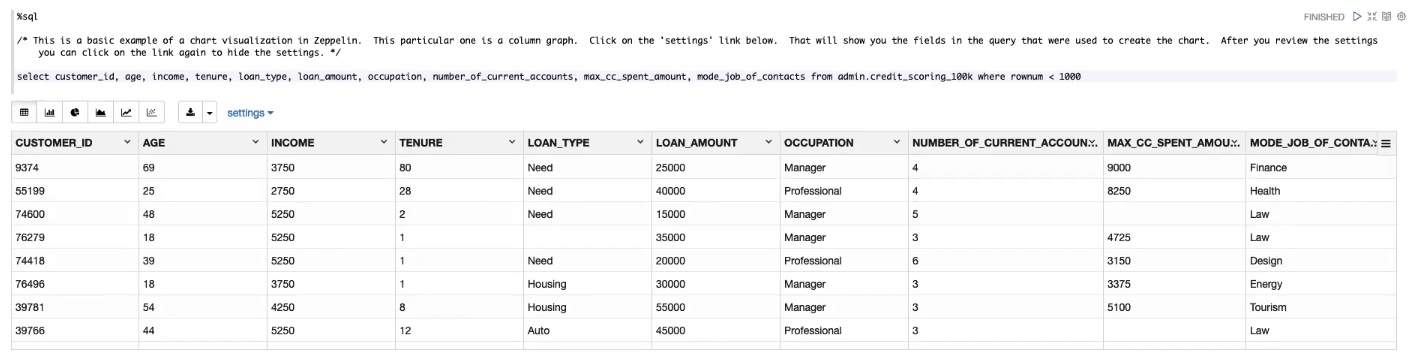 %sql
FINISHED
/* This is a basic example of a chart visualization in Zeppelin. This particular one is a column graph. Click on the 'settings' link below. That will show you the fields in the query that were used to create the chart. After you review the settings
you can click on the link again to hide the settings. */
select customer_id, age, income, tenure, loan_type, loan_amount, occupation, number_of_current_accounts, max_cc_spent_amount, mode_job_of_contacts from admin.credit_scoring_100k where rownum < 1000
settings
CUSTOMER_ID AGE INCOME TENURE LOAN_TYPE LOAN_AMOUNT OCCUPATION NUMBER_OF_CURRENT_ACCOUN... MAX_CC_SPENT_AMOU... MODE_JOB_OF_CONTA...
9374 69 3750 80 Need 25000 Manager 4 9000 Finance
55199 25 2750 28 Need 40000 Professional 4 8250 Health
74600 48 5250 2 Need 15000 Manager 5 Law
76279 18 5250 1 35000 Manager 3 4725 Law
74418 39 5250 1 Need 20000 Professional 6 3150 Design
76496 18 3750 1 Housing 30000 Manager 3 3375 Energy
39781 54 4250 8 Housing 55000 Manager 3 5100 Tourism
39766 44 5250 12 Auto 45000 Professional 3 Law